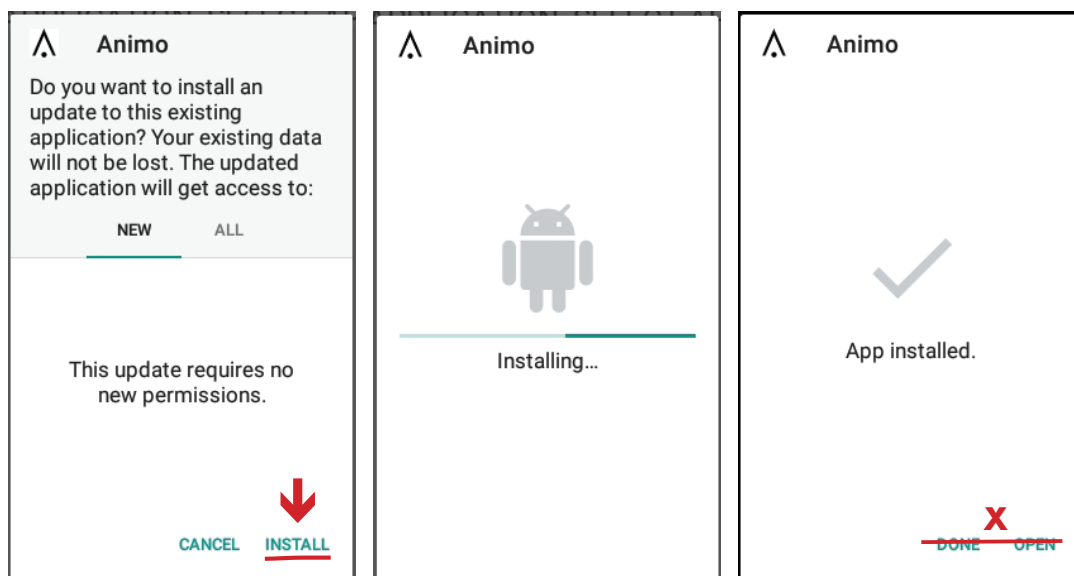 Animo
Do you want to install an
update to this existing
application? Your existing data
will not be lost. The updated
application will get access to:
NEW ALL
This update requires no
new permissions.
CANCEL INSTALL
Animo
Installing...
Animo
App installed.
X
DONE OPEN